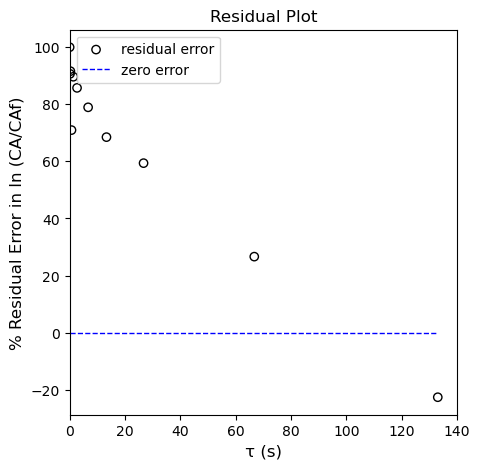 Residual Plot
residual error
zero error
% Residual Error in ln (CA/CAf)
100
80
60
40
20
0
−20
0 20 40 60 80 100 120 140
τ (s)